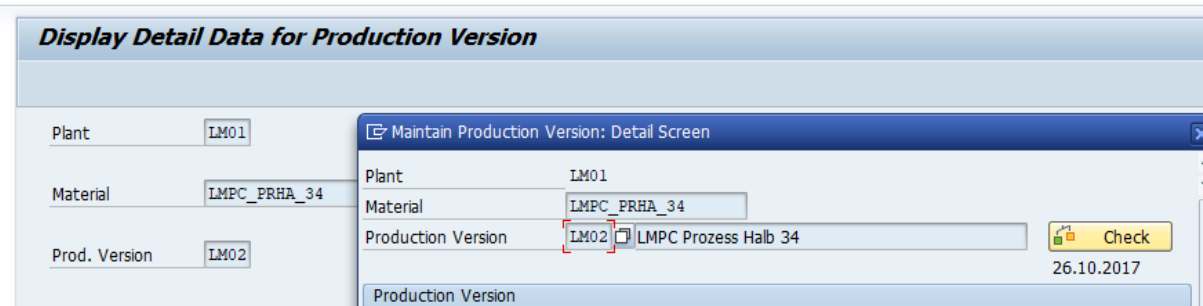 Display Detail Data for Production Version
Plant LM01
Material LMPC_PRHA_34
Prod. Version LM02
Maintain Production Version: Detail Screen
Plant LM01
Material LMPC_PRHA_34
Production Version LM02 LMPC Prozess Halb 34 Check
26.10.2017
Production Version